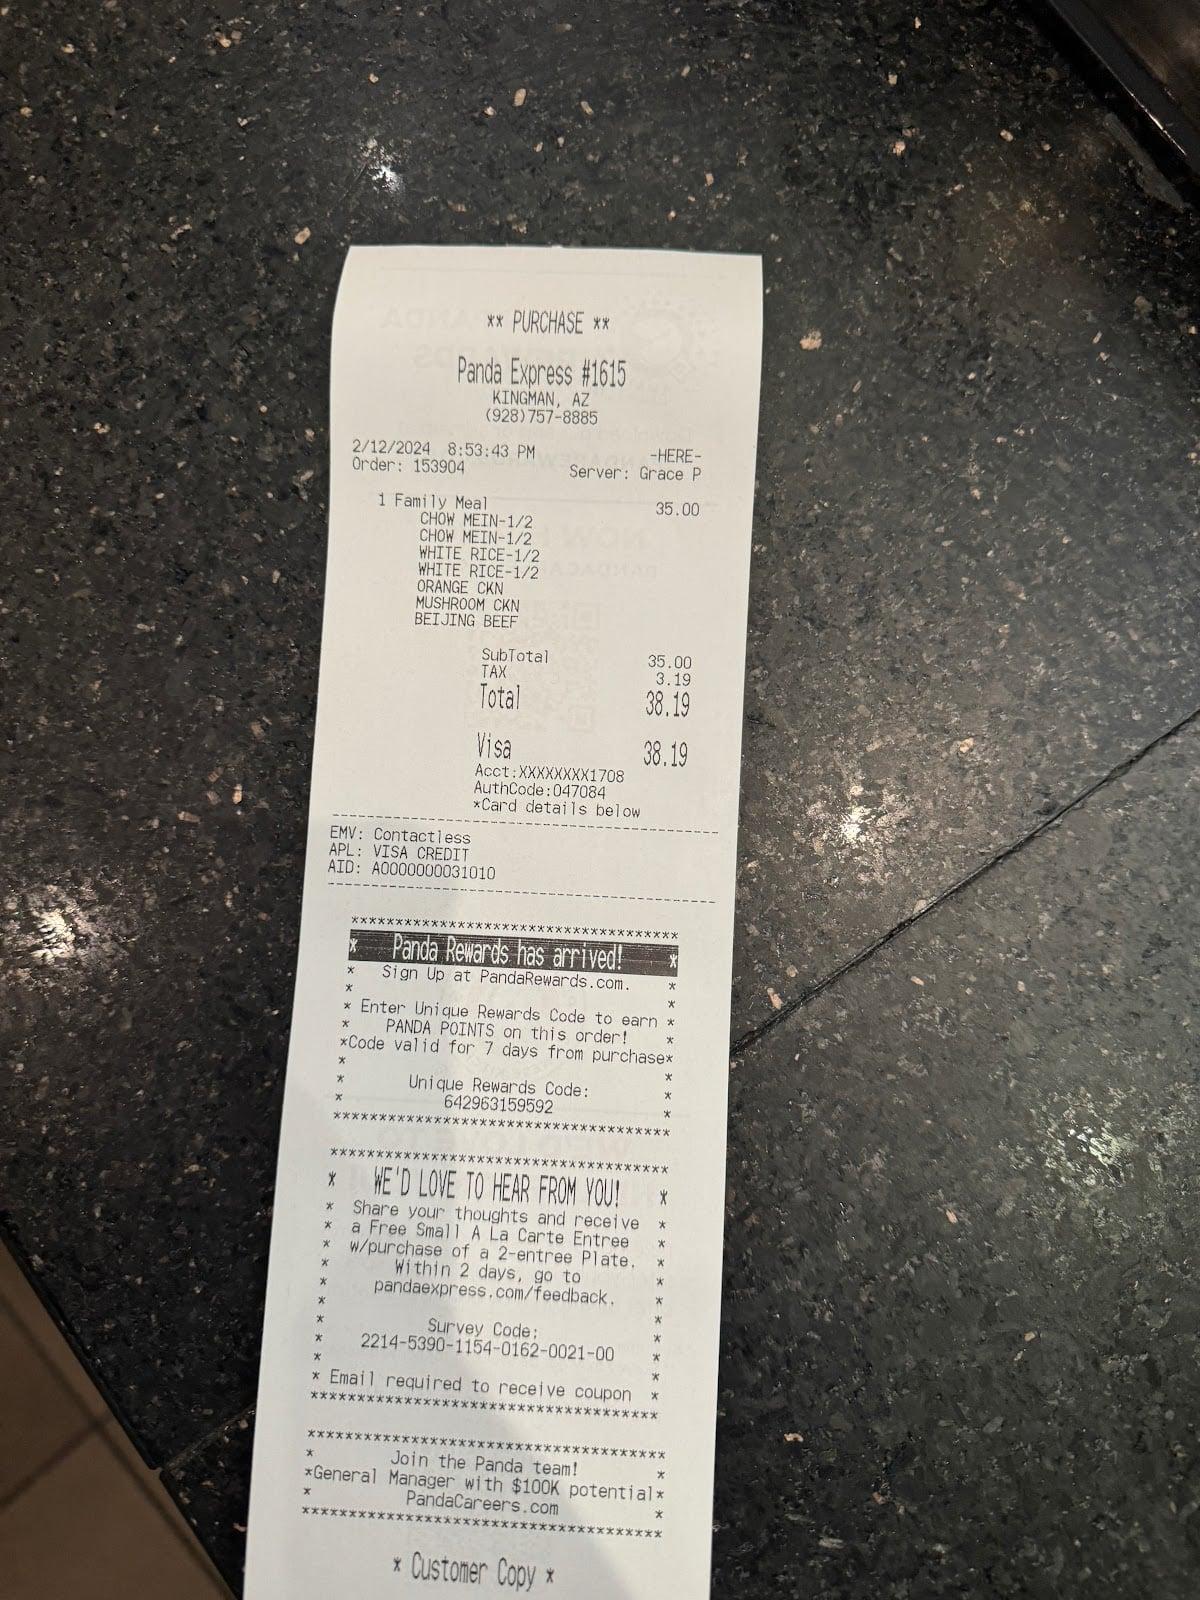 ** PURCHASE **
Panda Express #1615
KINGMAN, AZ
(928)757-8885
2/12/2024 8:53:43 PM -HERE-
Order: 153904 Server: Grace P
1 Family Meal 35.00
CHOW MEIN-1/2
CHOW MEIN-1/2
WHITE RICE-1/2
WHITE RICE-1/2
ORANGE CKN
MUSHROOM CKN
BEIJING BEEF
SubTotal 35.00
TAX 3.19
Total 38.19
Visa 38.19
Acct:XXXXXXXX1708
AuthCode:047084
*Card details below
--------------------------------------------
EMV: Contactless
APL: VISA CREDIT
AID: A0000000031010
--------------------------------------------
**************************************
* Panda Rewards has arrived! *
* Sign Up at PandaRewards.com. *
* *
* Enter Unique Rewards Code to earn *
* PANDA POINTS on this order! *
*Code valid for 7 days from purchase*
* *
* Unique Rewards Code: *
* 642963159592 *
**************************************
**************************************
* WE'D LOVE TO HEAR FROM YOU! *
* Share your thoughts and receive *
* a Free Small A La Carte Entree *
* w/purchase of a 2-entree Plate. *
* Within 2 days, go to *
* pandaexpress.com/feedback. *
* *
* Survey Code: *
* 2214-5390-1154-0162-0021-00 *
* *
* Email required to receive coupon *
**************************************
**************************************
* Join the Panda team! *
*General Manager with $100K potential*
* PandaCareers.com *
**************************************
* Customer Copy *